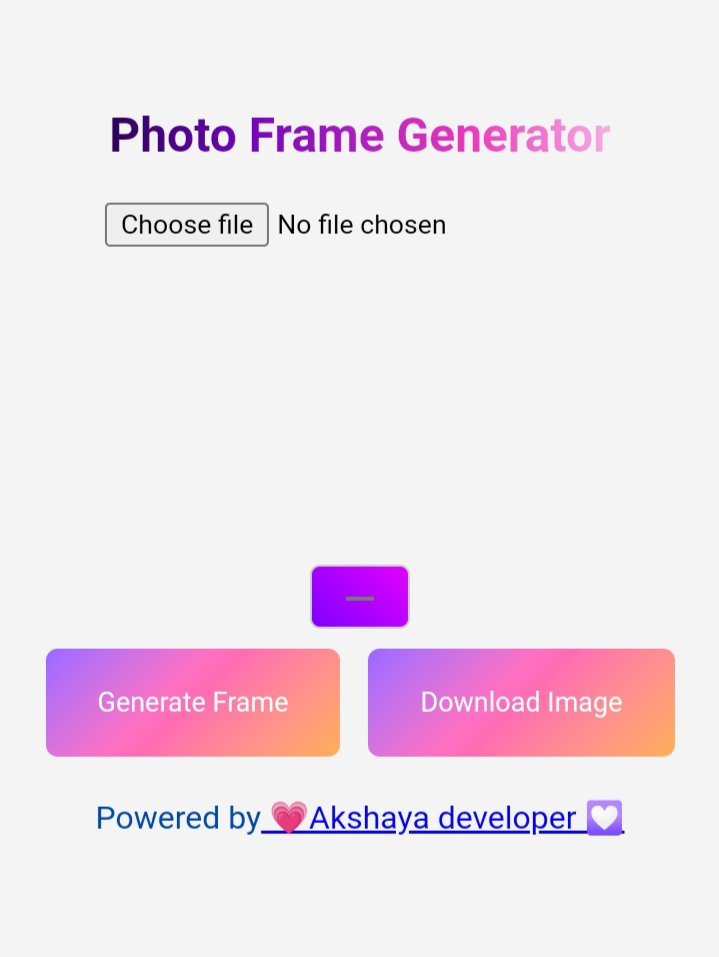 Photo Frame Generator
Choose file No file chosen
Generate Frame
Download Image
Powered by 💗Akshaya developer 💟